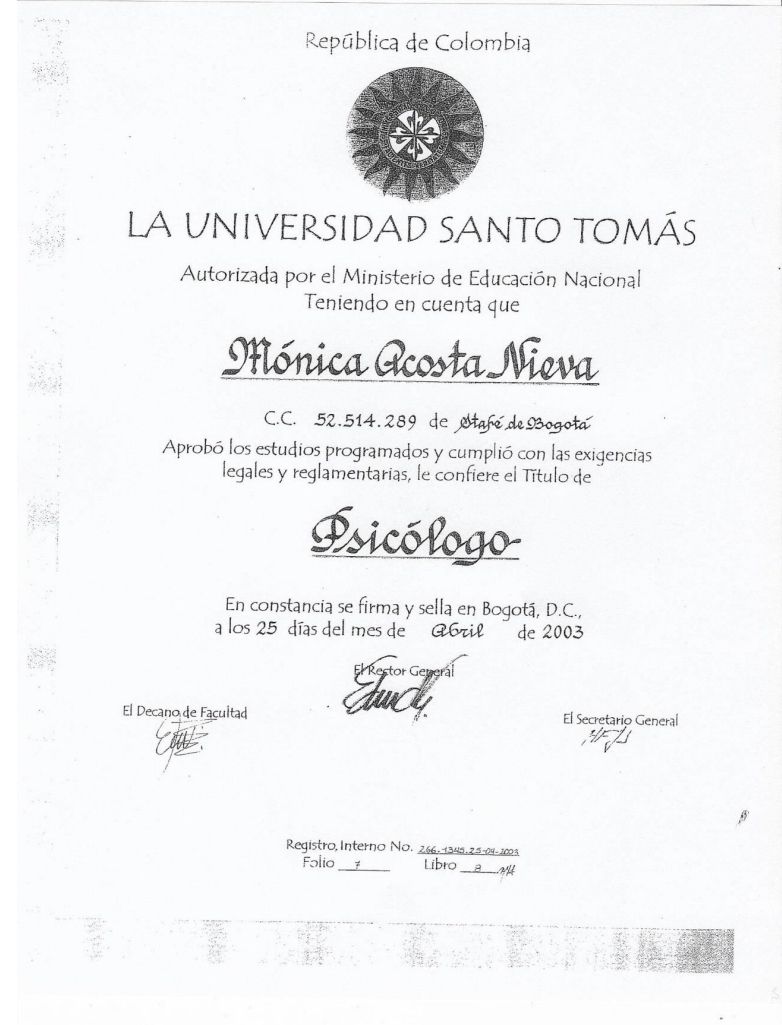 República de Colombia
LA UNIVERSIDAD SANTO TOMÁS
Autorizada por el Ministerio de Educación Nacional
Teniendo en cuenta que
Mónica Acosta Nieva
C.C. 52.514.289 de Stafé de Bogotá
Aprobó los estudios programados y cumplió con las exigencias
legales y reglamentarias, le confiere el Título de
Psicólogo
En constancia se firma y sella en Bogotá, D.C.,
a los 25 días del mes de Abril de 2003
El Rector General
El Decano de Facultad
El Secretario General
Registro, Interno No. 266-1345.25-04-2003
Folio 7 Libro 8